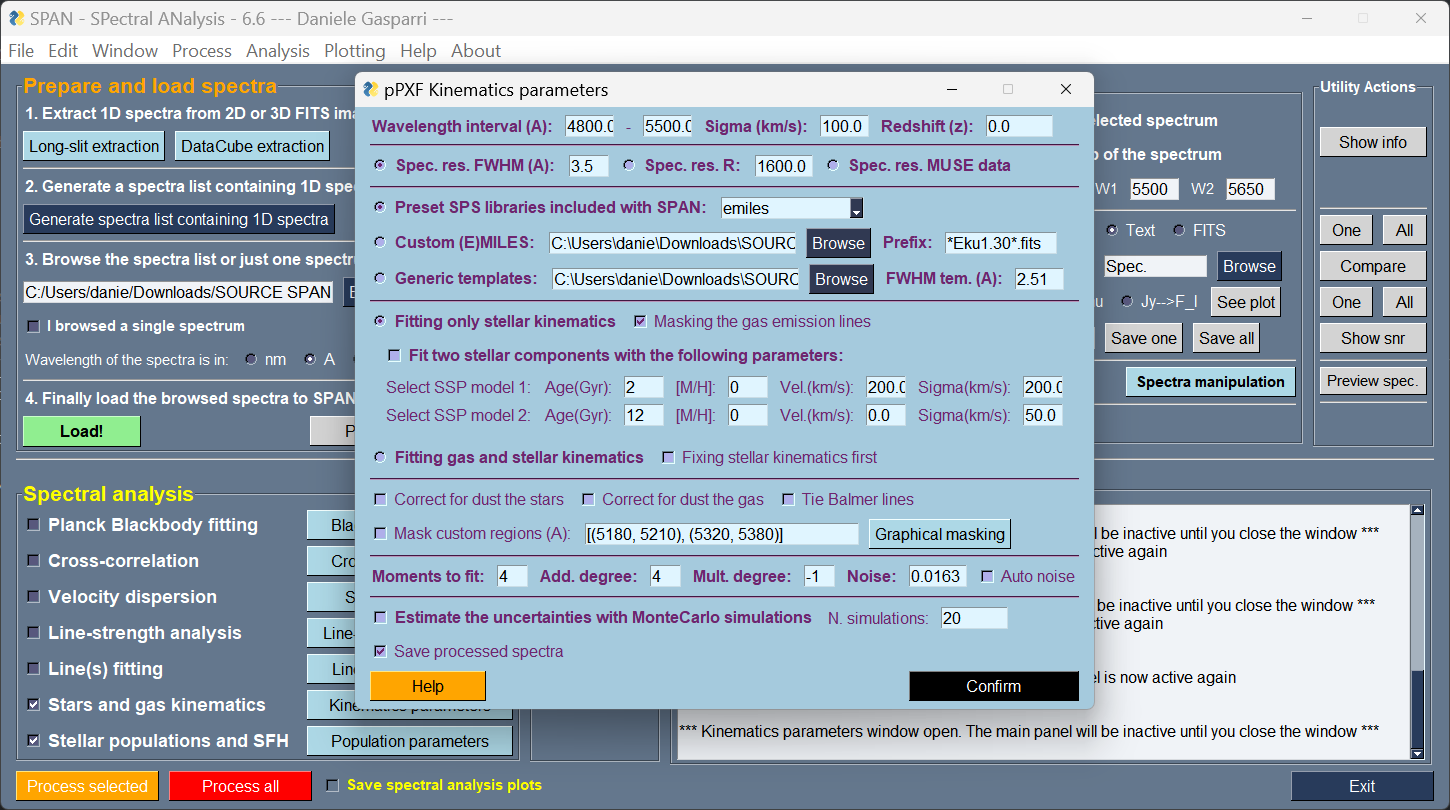 SPAN - SPectral ANalysis - 6.6 --- Daniele Gasparri ---
File Edit Window Process Analysis Plotting Help About
Prepare and load spectra
1. Extract 1D spectra from 2D or 3D FITS
Long-slit extraction DataCube extraction
2. Generate a spectra list containing 1D
Generate spectra list containing 1D spectra
3. Browse the spectra list or just one
C:/Users/danie/Downloads/SOURCE SPAN
I browsed a single spectrum
Wavelength of the spectra is in: nm A
4. Finally load the browsed spectra to SPAN
Load!
pPXF Kinematics parameters
Wavelength interval (A): 4800.0 - 5500.0 Sigma (km/s): 100.0 Redshift (z): 0.0
Spec. res. FWHM (A): 3.5 Spec. res. R: 1600.0 Spec. res. MUSE data
Preset SPS libraries included with SPAN: emiles
Custom (E)MILES: C:\Users\danie\Downloads\SOURC Browse Prefix: *Eku1.30*.fits
Generic templates: C:\Users\danie\Downloads\SOURC Browse FWHM tem. (A): 2.51
Fitting only stellar kinematics Masking the gas emission lines
Fit two stellar components with the following parameters:
Select SSP model 1: Age(Gyr): 2 [M/H]: 0 Vel.(km/s): 200.0 Sigma(km/s): 200.0
Select SSP model 2: Age(Gyr): 12 [M/H]: 0 Vel.(km/s): 0.0 Sigma(km/s): 50.0
Fitting gas and stellar kinematics Fixing stellar kinematics first
Correct for dust the stars Correct for dust the gas Tie Balmer lines
Mask custom regions (A): [(5180, 5210), (5320, 5380)] Graphical masking
Moments to fit: 4 Add. degree: 4 Mult. degree: -1 Noise: 0.0163 Auto noise
Estimate the uncertainties with MonteCarlo simulations N. simulations: 20
Save processed spectra
Help Confirm
elected spectrum
of the spectrum
W1 5500 W2 5650
Text FITS
Spec. Browse
Jy-->F_l See plot
Save one Save all
Spectra manipulation
Utility Actions
Show info
One All
Compare
One All
Show snr
Preview spec.
Spectral analysis
Planck Blackbody fitting Bla
Cross-correlation Cro
Velocity dispersion S
Line-strength analysis Line-
Line(s) fitting Line
Stars and gas kinematics Kinematics parameters
Stellar populations and SFH Population parameters
be inactive until you close the window ***
ctive again
be inactive until you close the window ***
ctive again
el is now active again
*** Kinematics parameters window open. The main panel will be inactive until you close the window ***
Process selected Process all Save spectral analysis plots Exit